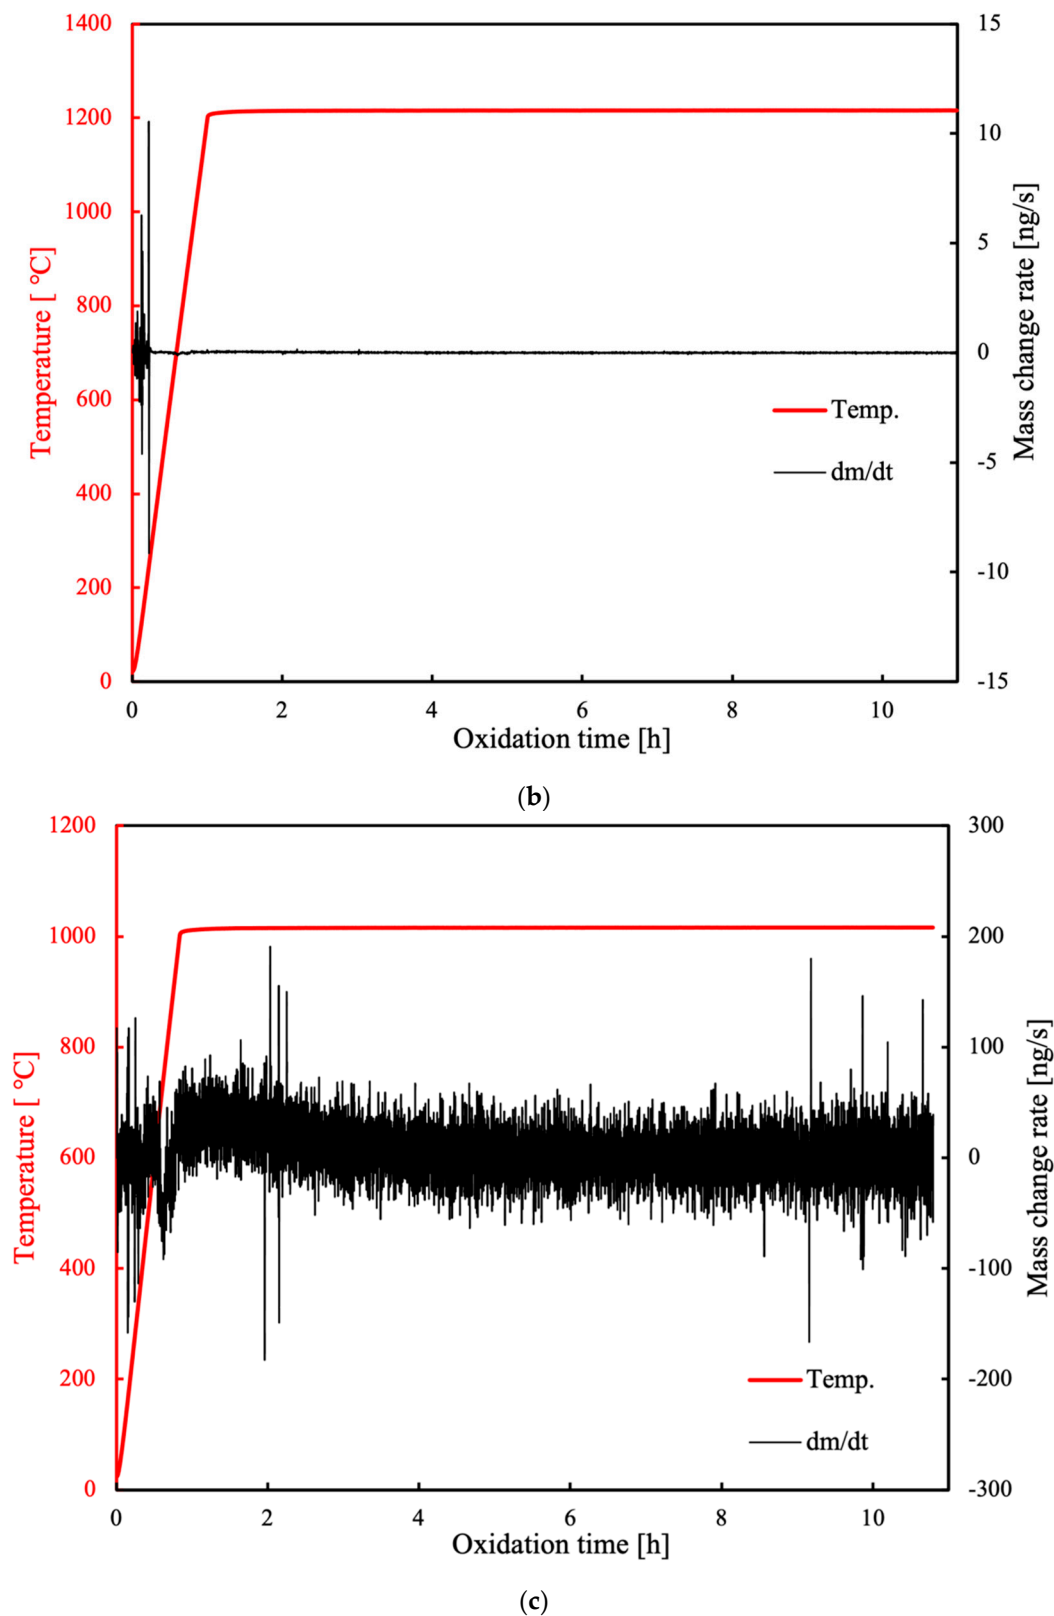 1400
1200
1000
800
600
400
200
0
Temperature [ °C]
15
10
5
0
-5
-10
-15
Mass change rate [ng/s]
Temp.
dm/dt
0 2 4 6 8 10
Oxidation time [h]
(b)
1200
1000
800
600
400
200
0
Temperature [ °C]
300
200
100
0
-100
-200
-300
Mass change rate [ng/s]
Temp.
dm/dt
0 2 4 6 8 10
Oxidation time [h]
(c)